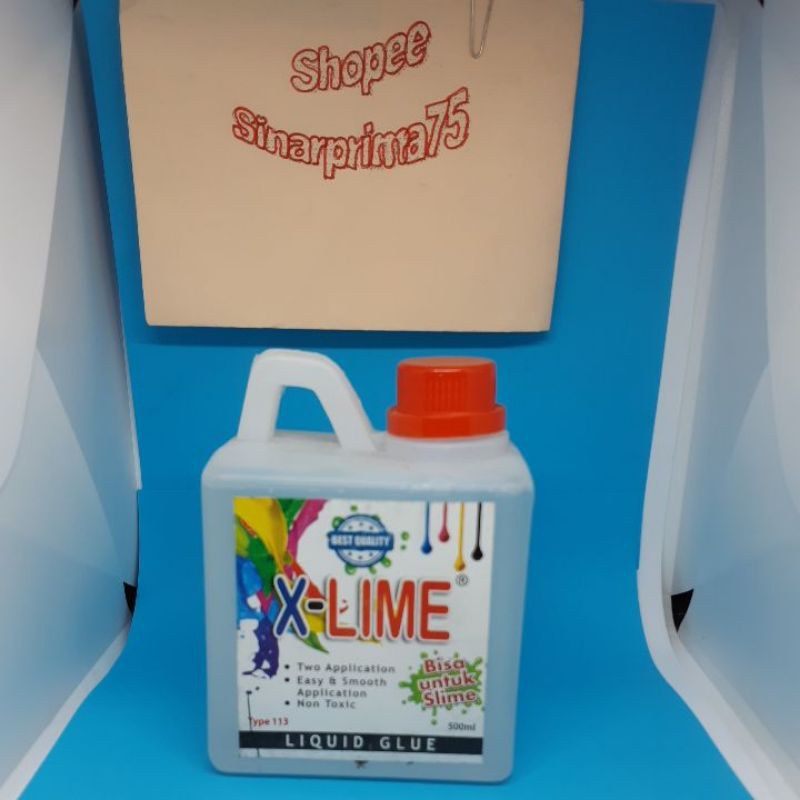 Shopee
Sinarprima75
BEST QUALITY
X-LIME®
• Two Application
• Easy & Smooth
Application
• Non Toxic
Bisa
untuk
Slime
Type 113
500ml
LIQUID GLUE